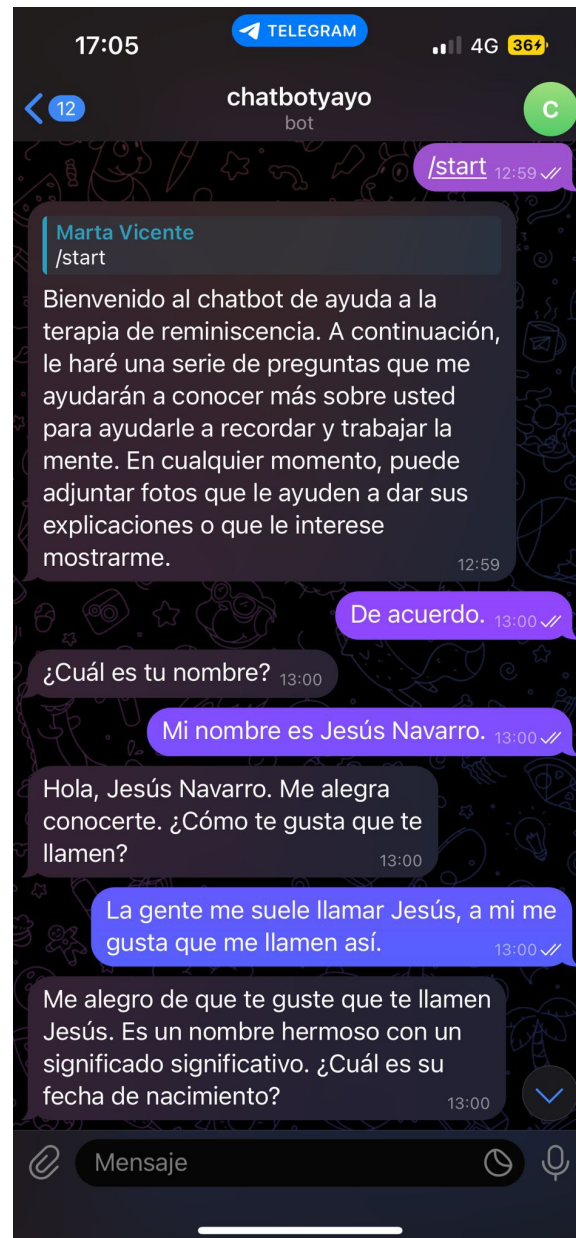 17:05
TELEGRAM
4G 36
12
chatbotyayo
bot
C
/start 12:59
Marta Vicente
/start
Bienvenido al chatbot de ayuda a la
terapia de reminiscencia. A continuación,
le haré una serie de preguntas que me
ayudarán a conocer más sobre usted
para ayudarle a recordar y trabajar la
mente. En cualquier momento, puede
adjuntar fotos que le ayuden a dar sus
explicaciones o que le interese
mostrarme. 12:59
De acuerdo. 13:00
¿Cuál es tu nombre? 13:00
Mi nombre es Jesús Navarro. 13:00
Hola, Jesús Navarro. Me alegra
conocerte. ¿Cómo te gusta que te
llamen? 13:00
La gente me suele llamar Jesús, a mi me
gusta que me llamen así. 13:00
Me alegro de que te guste que te llamen
Jesús. Es un nombre hermoso con un
significado significativo. ¿Cuál es su
fecha de nacimiento? 13:00
Mensaje